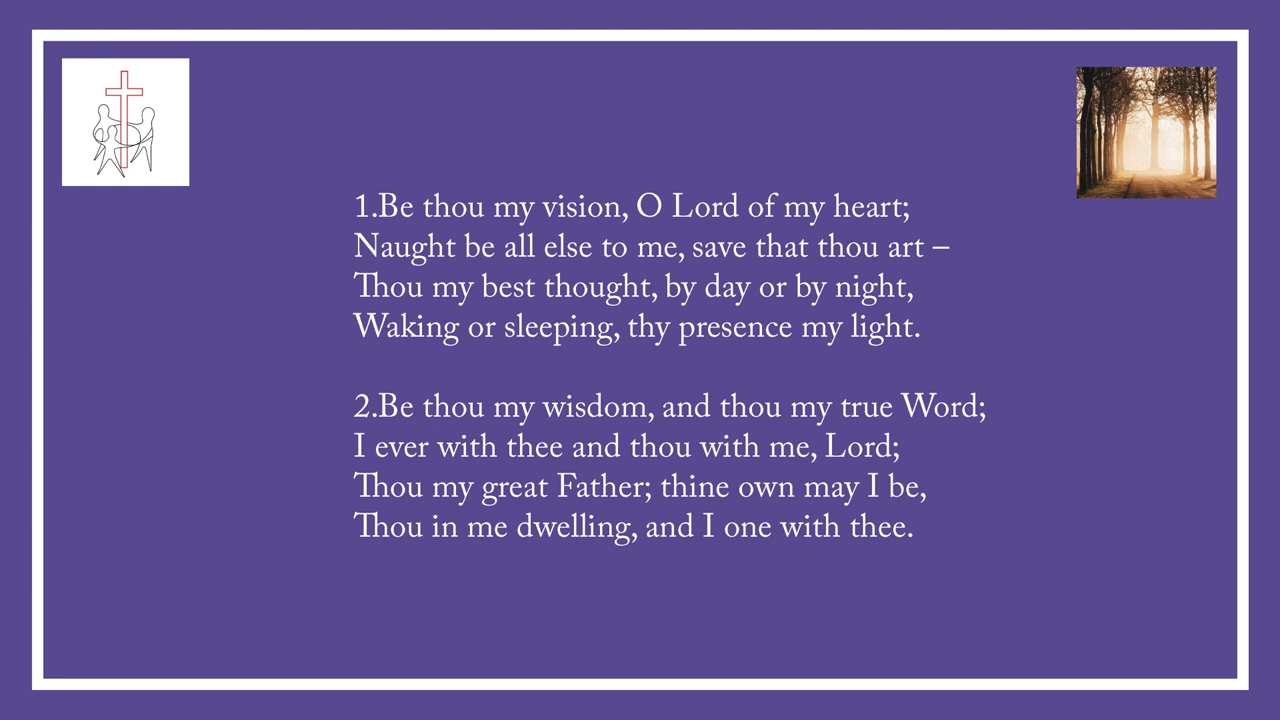 1.Be thou my vision, O Lord of my heart;
Naught be all else to me, save that thou art –
Thou my best thought, by day or by night,
Waking or sleeping, thy presence my light.
2.Be thou my wisdom, and thou my true Word;
I ever with thee and thou with me, Lord;
Thou my great Father; thine own may I be,
Thou in me dwelling, and I one with thee.